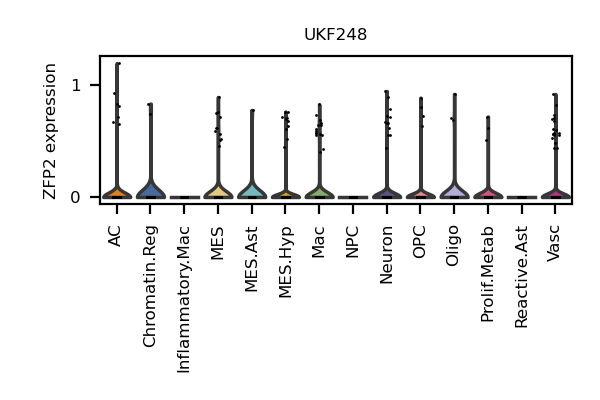 UKF248
ZFP2 expression
1
0
AC
Chromatin.Reg
Inflammatory.Mac
MES
MES.Ast
MES.Hyp
Mac
NPC
Neuron
OPC
Oligo
Prolif.Metab
Reactive.Ast
Vasc